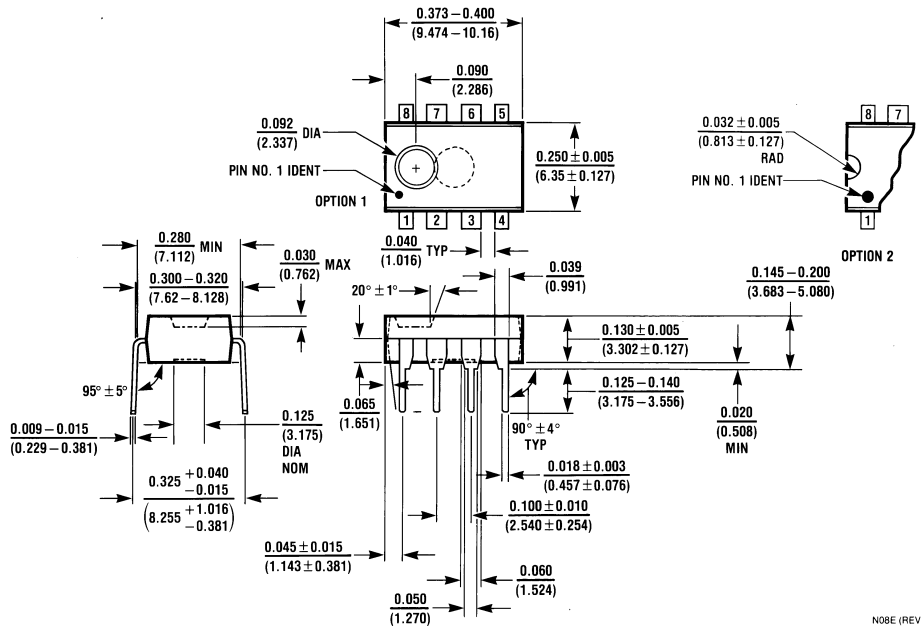 0.373 – 0.400
(9.474 – 10.16)
0.090
(2.286)
8 7 6 5
0.092 DIA
(2.337)
PIN NO. 1 IDENT
OPTION 1
+
0.250 ± 0.005
(6.35 ± 0.127)
1 2 3 4
8 7
0.032 ± 0.005
(0.813 ± 0.127)
RAD
PIN NO. 1 IDENT
1
OPTION 2
0.280 MIN
(7.112)
0.030 MAX
(0.762)
0.300 – 0.320
(7.62 – 8.128)
0.040 TYP
(1.016)
0.039
(0.991)
0.145 – 0.200
(3.683 – 5.080)
20° ± 1°
0.130 ± 0.005
(3.302 ± 0.127)
95° ± 5°
0.065
(1.651)
0.125 – 0.140
(3.175 – 3.556)
90° ± 4°
TYP
0.020
(0.508)
MIN
0.009 – 0.015
(0.229 – 0.381)
0.125
(3.175)
DIA
NOM
0.018 ± 0.003
(0.457 ± 0.076)
0.325 +0.040
−0.015
(8.255 +1.016
−0.381)
0.100 ± 0.010
(2.540 ± 0.254)
0.045 ± 0.015
(1.143 ± 0.381)
0.060
(1.524)
0.050
(1.270)
N08E (REV